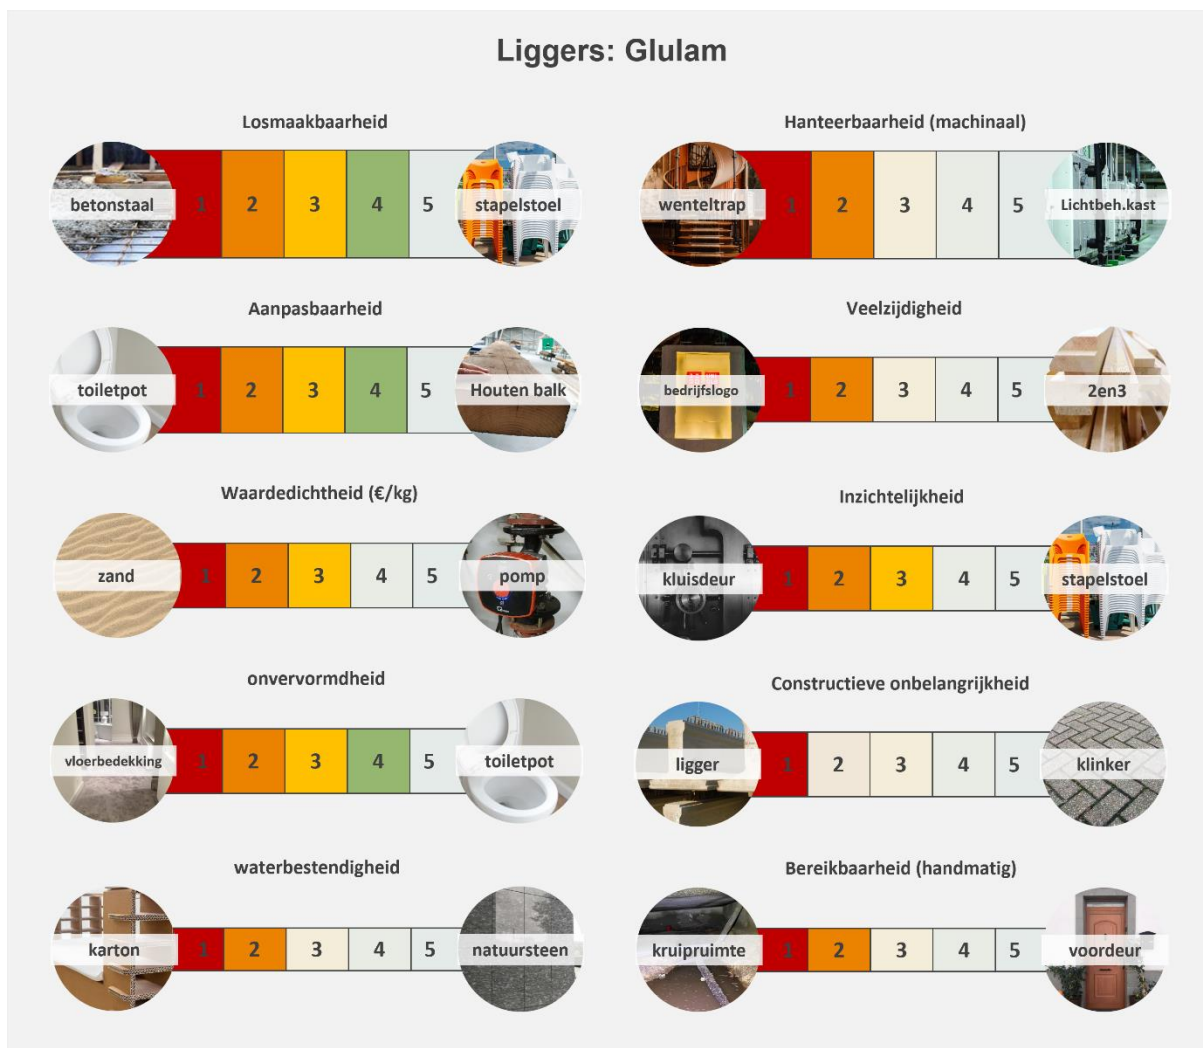 Liggers: Glulam
Losmaakbaarheid
betonstaal 1 2 3 4 5 stapelstoel
Hanteerbaarheid (machinaal)
wenteltrap 1 2 3 4 5 Lichtbeh.kast
Aanpasbaarheid
toiletpot 1 2 3 4 5 Houten balk
Veelzijdigheid
bedrijfslogo 1 2 3 4 5 2en3
Waardedichtheid (€/kg)
zand 1 2 3 4 5 pomp
Inzichtelijkheid
kluisdeur 1 2 3 4 5 stapelstoel
onvervormdheid
vloerbedekking 1 2 3 4 5 toiletpot
Constructieve onbelangrijkheid
ligger 1 2 3 4 5 klinker
waterbestendigheid
karton 1 2 3 4 5 natuursteen
Bereikbaarheid (handmatig)
kruipruimte 1 2 3 4 5 voordeur